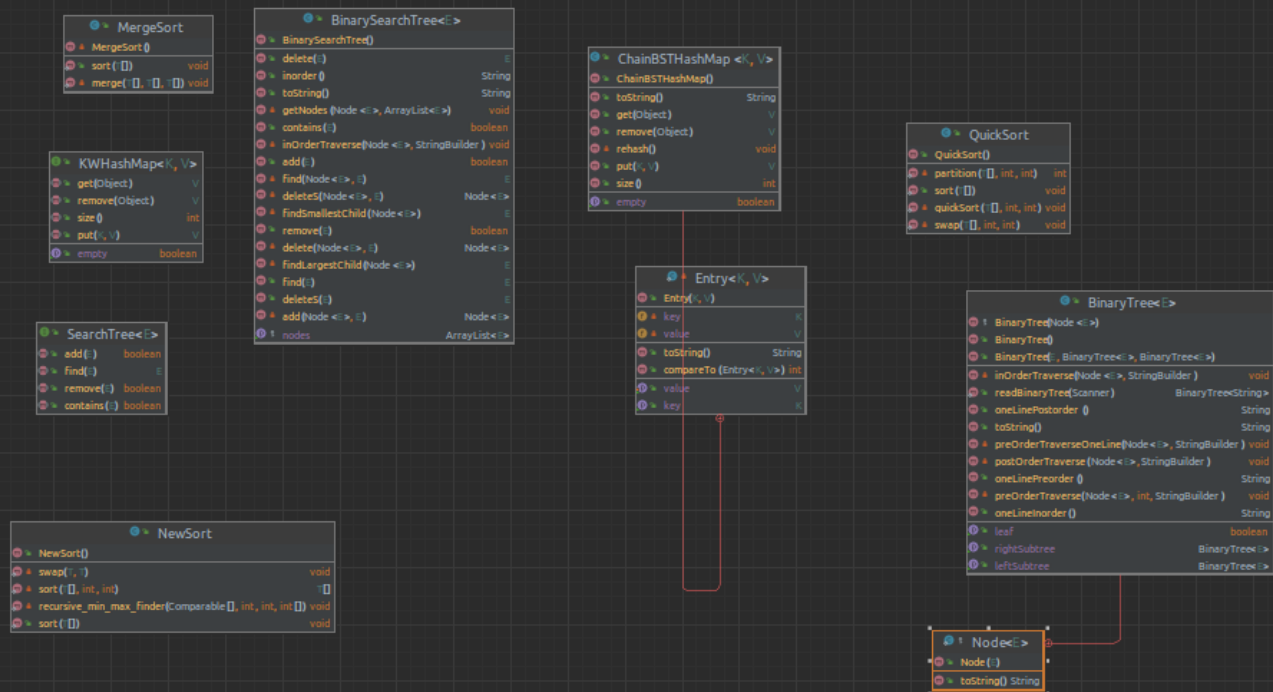 MergeSort
MergeSort()
sort(T[]) void
merge(T[], T[], T[]) void
KWHashMap<K, V>
get(Object) V
remove(Object) V
size() int
put(K, V) V
empty boolean
SearchTree<E>
add(E) boolean
find(E) E
remove(E) boolean
contains(E) boolean
NewSort
NewSort()
swap(T, T) void
sort(T[], int, int) T[]
recursive_min_max_finder(Comparable[], int, int, int[]) void
sort(T[]) void
BinarySearchTree<E>
BinarySearchTree()
delete(E) E
inorder() String
toString() String
getNodes(Node<E>, ArrayList<E>) void
contains(E) boolean
inOrderTraverse(Node<E>, StringBuilder) void
add(E) boolean
find(Node<E>, E) E
deleteS(Node<E>, E) Node<E>
findSmallestChild(Node<E>) E
remove(E) boolean
delete(Node<E>, E) Node<E>
findLargestChild(Node<E>) E
find(E) E
deleteS(E) E
add(Node<E>, E) Node<E>
nodes ArrayList<E>
ChainBSTHashMap<K, V>
ChainBSTHashMap()
toString() String
get(Object) V
remove(Object) V
rehash() void
put(K, V) V
size() int
empty boolean
Entry<K, V>
Entry(K, V)
key K
value V
toString() String
compareTo(Entry<K, V>) int
value V
key K
QuickSort
QuickSort()
partition(T[], int, int) int
sort(T[]) void
quickSort(T[], int, int) void
swap(T[], int, int) void
BinaryTree<E>
BinaryTree(Node<E>)
BinaryTree()
BinaryTree(E, BinaryTree<E>, BinaryTree<E>)
inOrderTraverse(Node<E>, StringBuilder) void
readBinaryTree(Scanner) BinaryTree<String>
oneLinePostorder() String
toString() String
preOrderTraverseOneLine(Node<E>, StringBuilder) void
postOrderTraverse(Node<E>, StringBuilder) void
oneLinePreorder() String
preOrderTraverse(Node<E>, int, StringBuilder) void
oneLineInorder() String
leaf boolean
rightSubtree BinaryTree<E>
leftSubtree BinaryTree<E>
Node<E>
Node(E)
toString() String